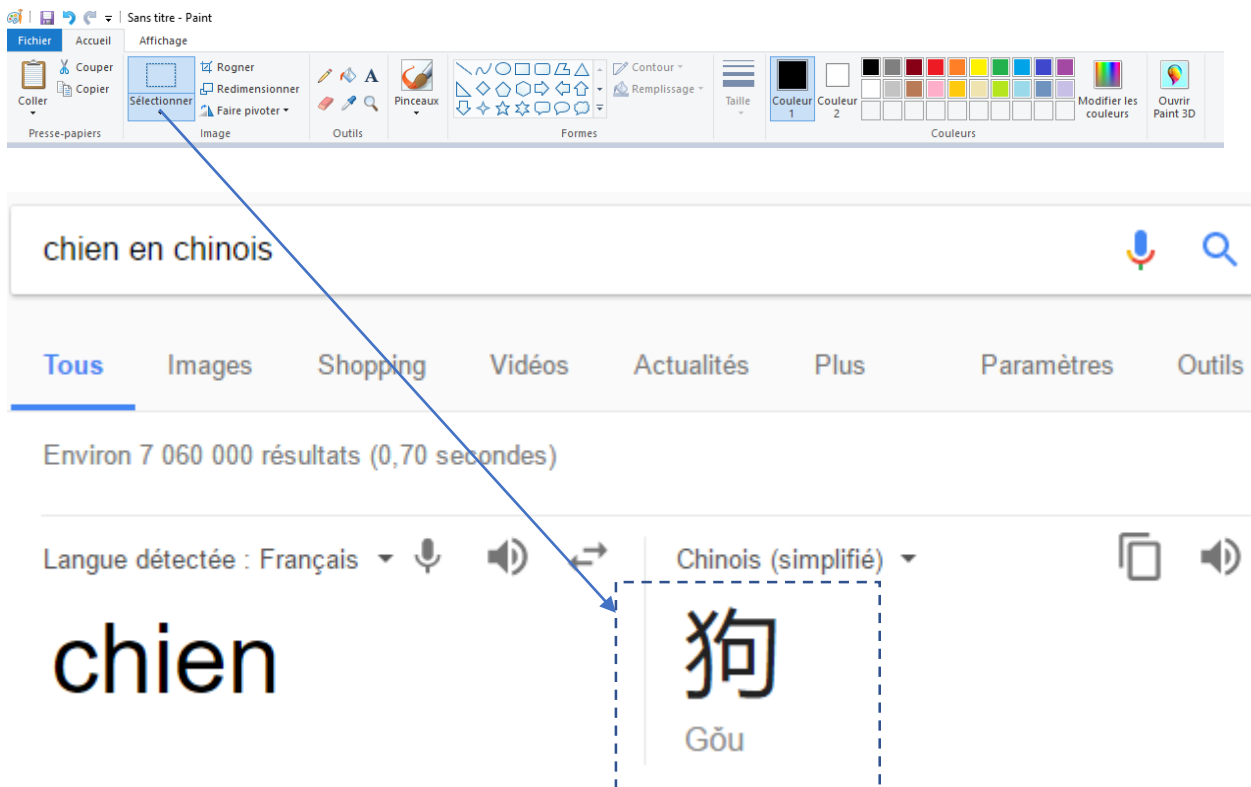 Sans titre - Paint
Fichier Accueil Affichage
Coller Couper Copier
Presse-papiers
Sélectionner Rogner Redimensionner Faire pivoter
Image
A
Outils
Pinceaux
Contour Remplissage
Formes
Taille
Couleur 1 Couleur 2
Modifier les couleurs
Couleurs
Ouvrir Paint 3D
chien en chinois
Tous Images Shopping Vidéos Actualités Plus Paramètres Outils
Environ 7 060 000 résultats (0,70 secondes)
Langue détectée : Français Chinois (simplifié)
chien 狗
Gǒu